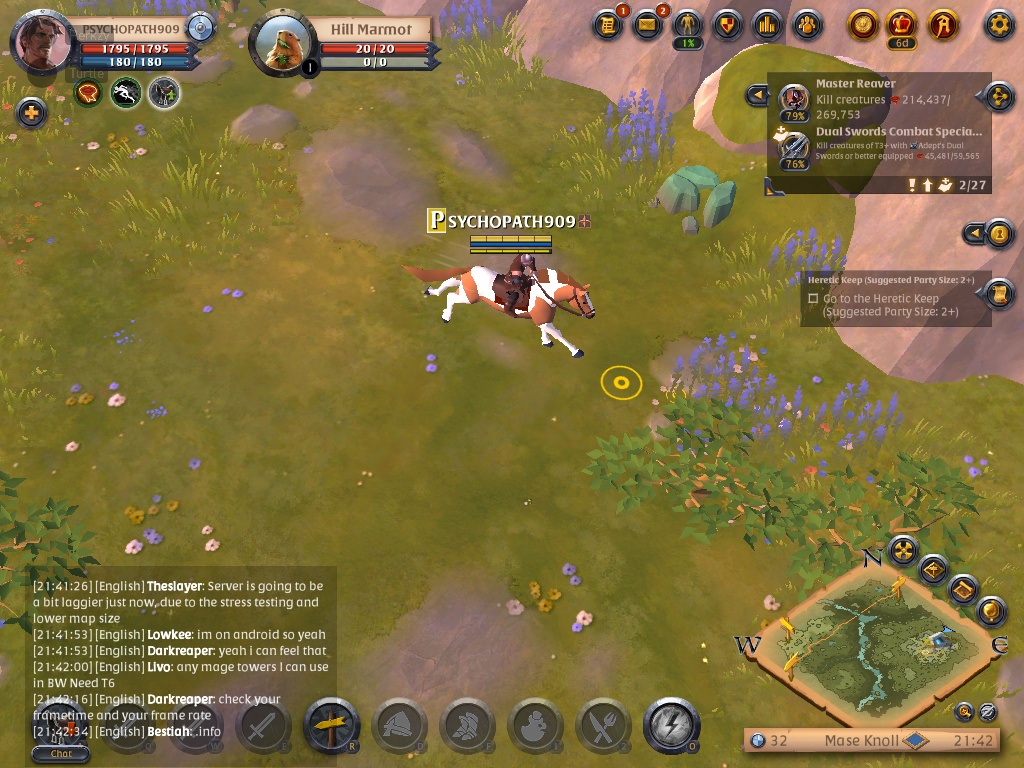 PSYCHOPATH909
1795/1795
180/180
Turtle
Hill Marmot
20/20
0/0
1
1
2
1%
6d
Master Reaver
Kill creatures 214,437/
269,753
79%
Dual Swords Combat Specia...
Kill creatures of T3+ with Adept's Dual
Swords or better equipped 45,481/59,565
76%
2/27
PSYCHOPATH909
Heretic Keep (Suggested Party Size: 2+)
Go to the Heretic Keep
(Suggested Party Size: 2+)
[21:41:26] [English] Theslayer: Server is going to be
a bit laggier just now, due to the stress testing and
lower map size
[21:41:53] [English] Lowkee: im on android so yeah
[21:41:53] [English] Darkreaper: yeah i can feel that
[21:42:00] [English] Livo: any mage towers I can use
in BW Need T6
[21:42:16] [English] Darkreaper: check your
frametime and your frame rate
[21:42:34] [English] Bestiah: .info
Chat
Q
W
E
R
D
F
2
O
N
W
E
32
Mase Knoll
21:42